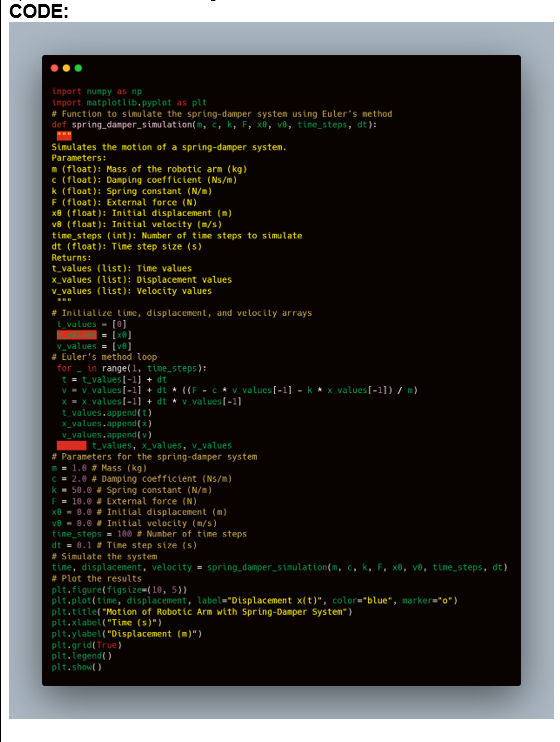 CODE:
import numpy as np
import matplotlib.pyplot as plt
# Function to simulate the spring-damper system using Euler's method
def spring_damper_simulation(m, c, k, F, x0, v0, time_steps, dt):
"""
Simulates the motion of a spring-damper system.
Parameters:
m (float): Mass of the robotic arm (kg)
c (float): Damping coefficient (Ns/m)
k (float): Spring constant (N/m)
F (float): External force (N)
x0 (float): Initial displacement (m)
v0 (float): Initial velocity (m/s)
time_steps (int): Number of time steps to simulate
dt (float): Time step size (s)
Returns:
t_values (list): Time values
x_values (list): Displacement values
v_values (list): Velocity values
"""
# Initialize time, displacement, and velocity arrays
t_values = [0]
= [x0]
v_values = [v0]
# Euler's method loop
for _ in range(1, time_steps):
t = t_values[-1] + dt
v = v_values[-1] + dt * ((F - c * v_values[-1] - k * x_values[-1]) / m)
x = x_values[-1] + dt * v_values[-1]
t_values.append(t)
x_values.append(x)
v_values.append(v)
t_values, x_values, v_values
# Parameters for the spring-damper system
m = 1.0 # Mass (kg)
c = 2.0 # Damping coefficient (Ns/m)
k = 50.0 # Spring constant (N/m)
F = 10.0 # External force (N)
x0 = 0.0 # Initial displacement (m)
v0 = 0.0 # Initial velocity (m/s)
time_steps = 100 # Number of time steps
dt = 0.1 # Time step size (s)
# Simulate the system
time, displacement, velocity = spring_damper_simulation(m, c, k, F, x0, v0, time_steps, dt)
# Plot the results
plt.figure(figsize=(10, 5))
plt.plot(time, displacement, label="Displacement x(t)", color="blue", marker="o")
plt.title("Motion of Robotic Arm with Spring-Damper System")
plt.xlabel("Time (s)")
plt.ylabel("Displacement (m)")
plt.grid(True)
plt.legend()
plt.show()